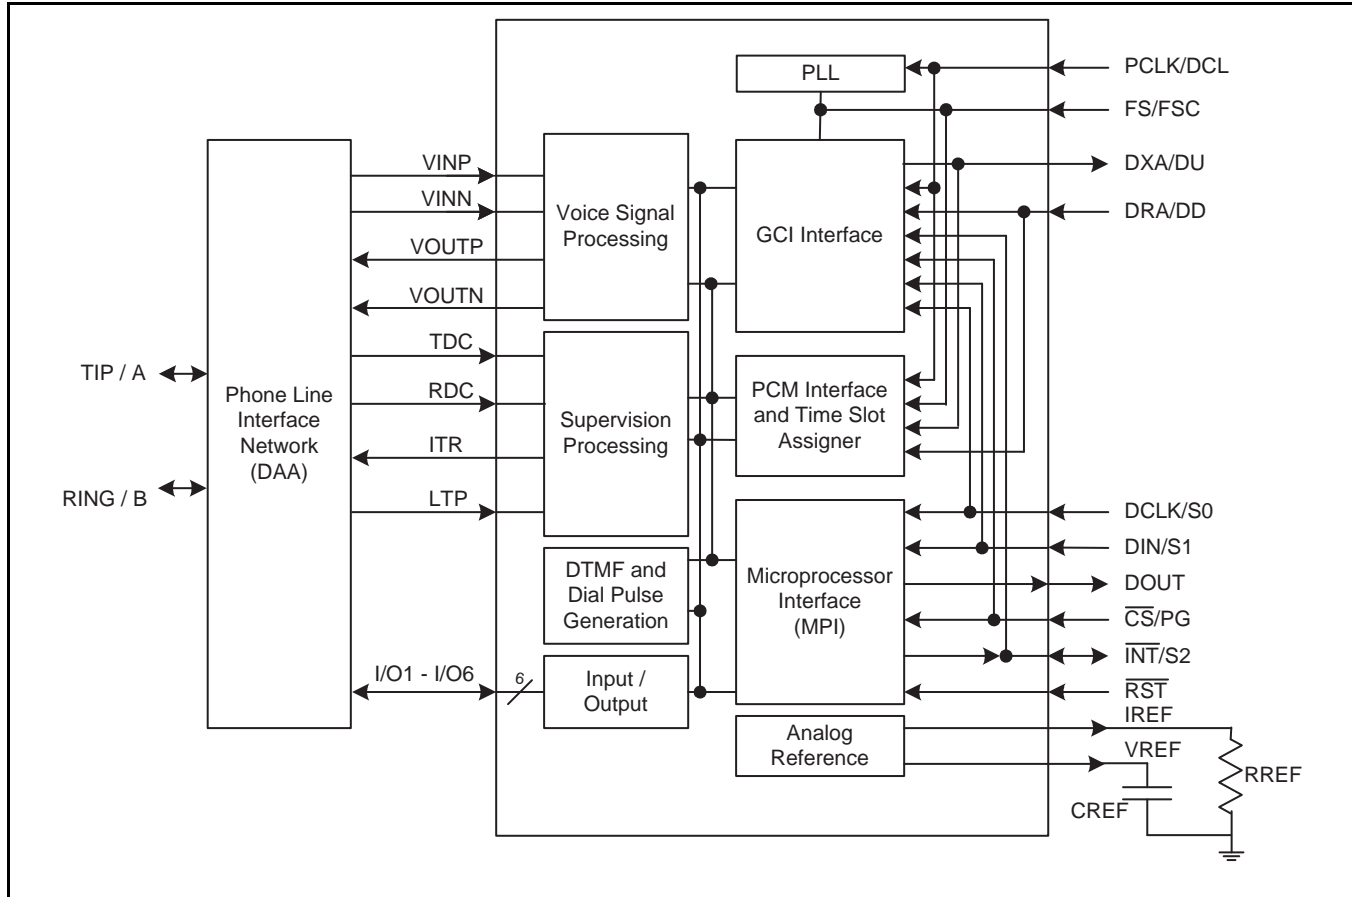 PLL
PCLK/DCL
FS/FSC
VINP
DXA/DU
VINN
Voice Signal
Processing
GCI Interface
DRA/DD
VOUTP
VOUTN
TDC
TIP / A
Phone Line
Interface
Network
(DAA)
RDC
Supervision
Processing
PCM Interface
and Time Slot
Assigner
ITR
RING / B
LTP
DCLK/S0
DIN/S1
DTMF and
Dial Pulse
Generation
Microprocessor
Interface
(MPI)
DOUT
C̅S̅/PG
I̅N̅T̅/S2
I/O1 - I/O6
6
Input /
Output
R̅S̅T̅
IREF
Analog
Reference
VREF
RREF
CREF